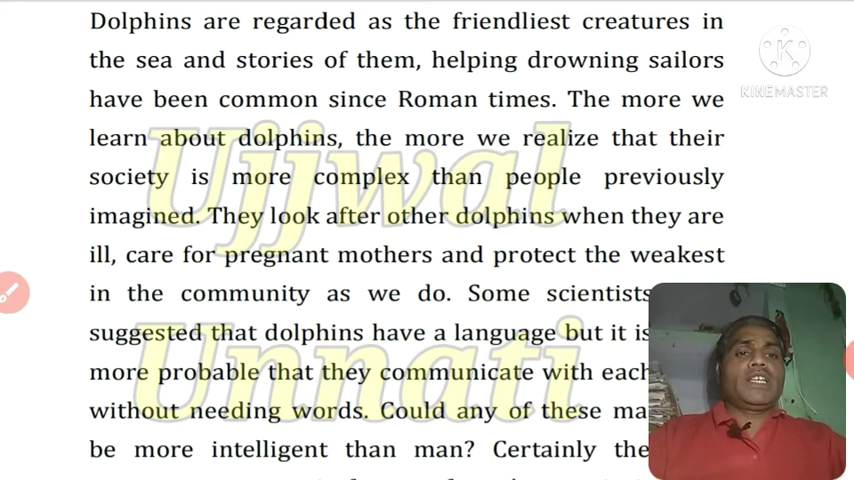 Dolphins are regarded as the friendliest creatures in
the sea and stories of them, helping drowning sailors
have been common since Roman times. The more we
learn about dolphins, the more we realize that their
society is more complex than people previously
imagined. They look after other dolphins when they are
ill, care for pregnant mothers and protect the weakest
in the community as we do. Some scientists
suggested that dolphins have a language but it is
more probable that they communicate with each
without needing words. Could any of these
be more intelligent than man? Certainly
K
KINEMASTER
Ujjwal
Unnati